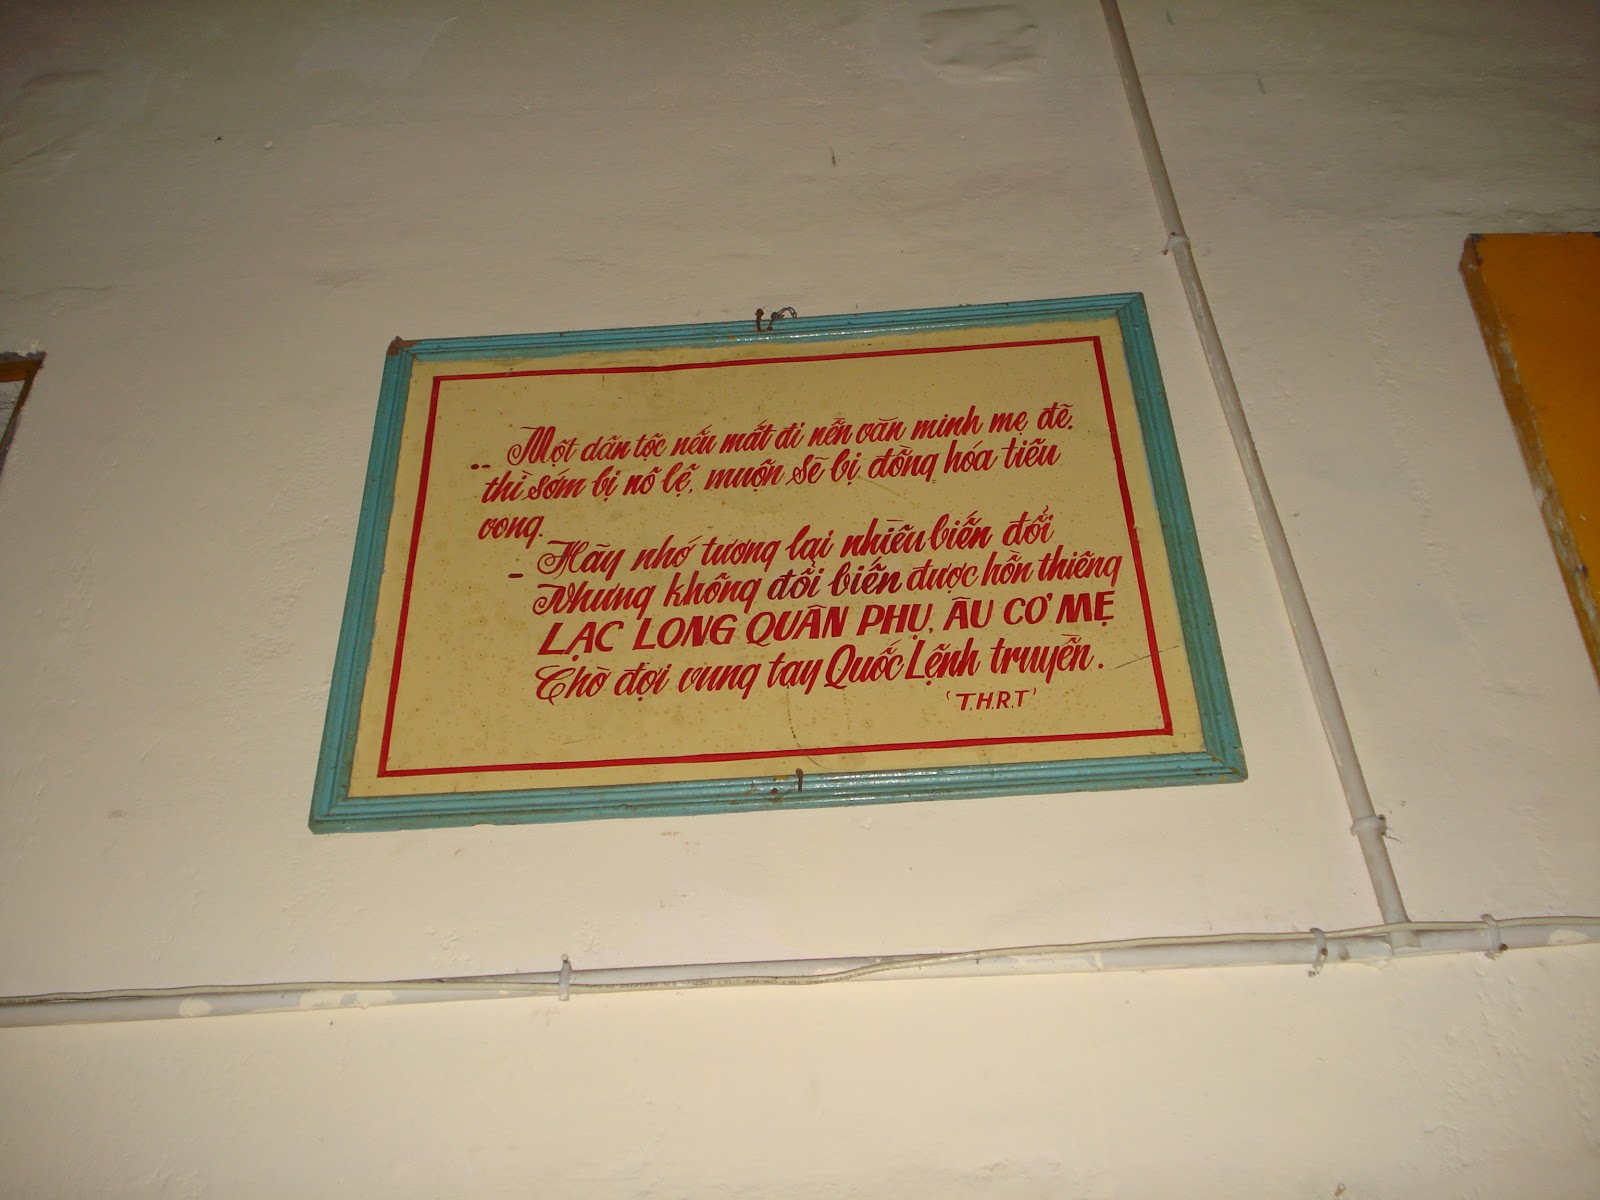 -- Một dân tộc nếu mất đi nền văn minh mẹ đẻ,
thì sớm bị nô lệ, muộn sẽ bị đồng hóa tiêu
vong.
- Hãy nhớ tương lại nhiều biến đổi
Nhưng không đổi biến được hồn thiêng
LẠC LONG QUÂN PHỤ, ÂU CƠ MẸ
Chờ đợi vung tay Quốc Lệnh truyền.
(T.H.R.T)